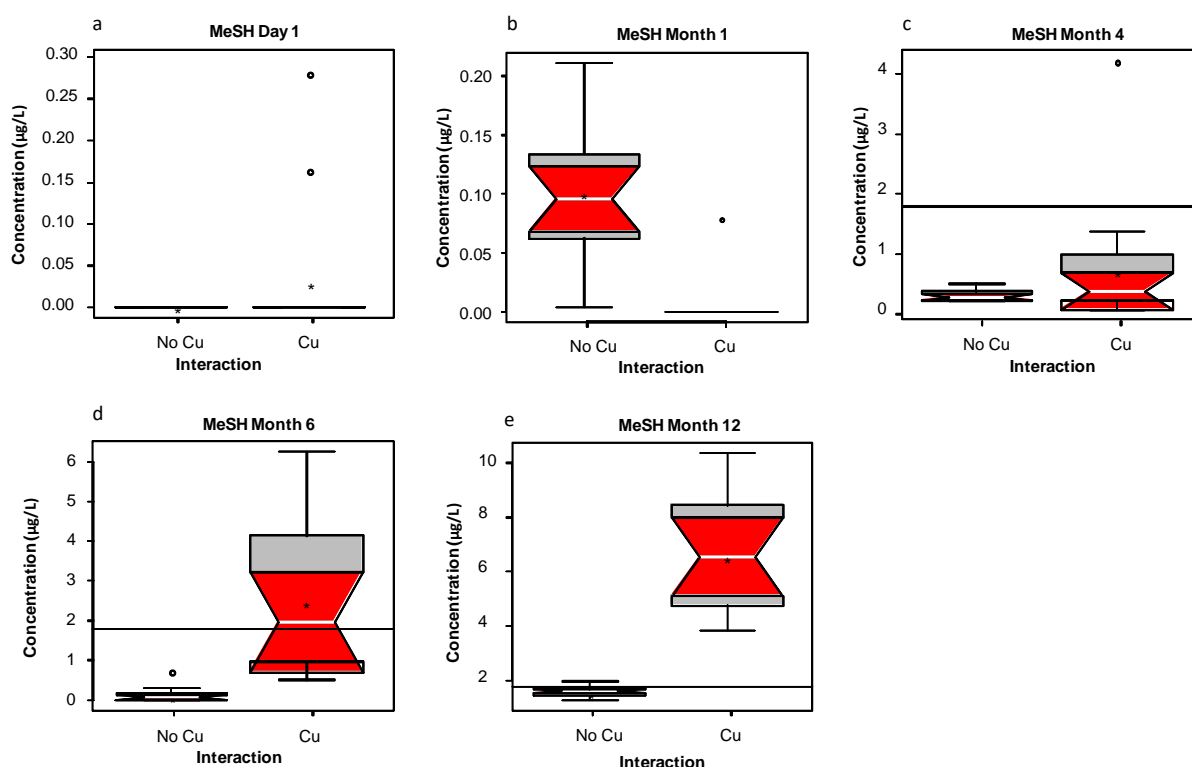 a
MeSH Day 1
Concentration (µg/L)
0.30
0.25
0.20
0.15
0.10
0.05
0.00
No Cu
Cu
Interaction
b
MeSH Month 1
Concentration (µg/L)
0.20
0.15
0.10
0.05
0.00
No Cu
Cu
Interaction
c
MeSH Month 4
Concentration (µg/L)
4
3
2
1
0
No Cu
Cu
Interaction
d
MeSH Month 6
Concentration (µg/L)
6
5
4
3
2
1
0
No Cu
Cu
Interaction
e
MeSH Month 12
Concentration (µg/L)
10
8
6
4
2
No Cu
Cu
Interaction